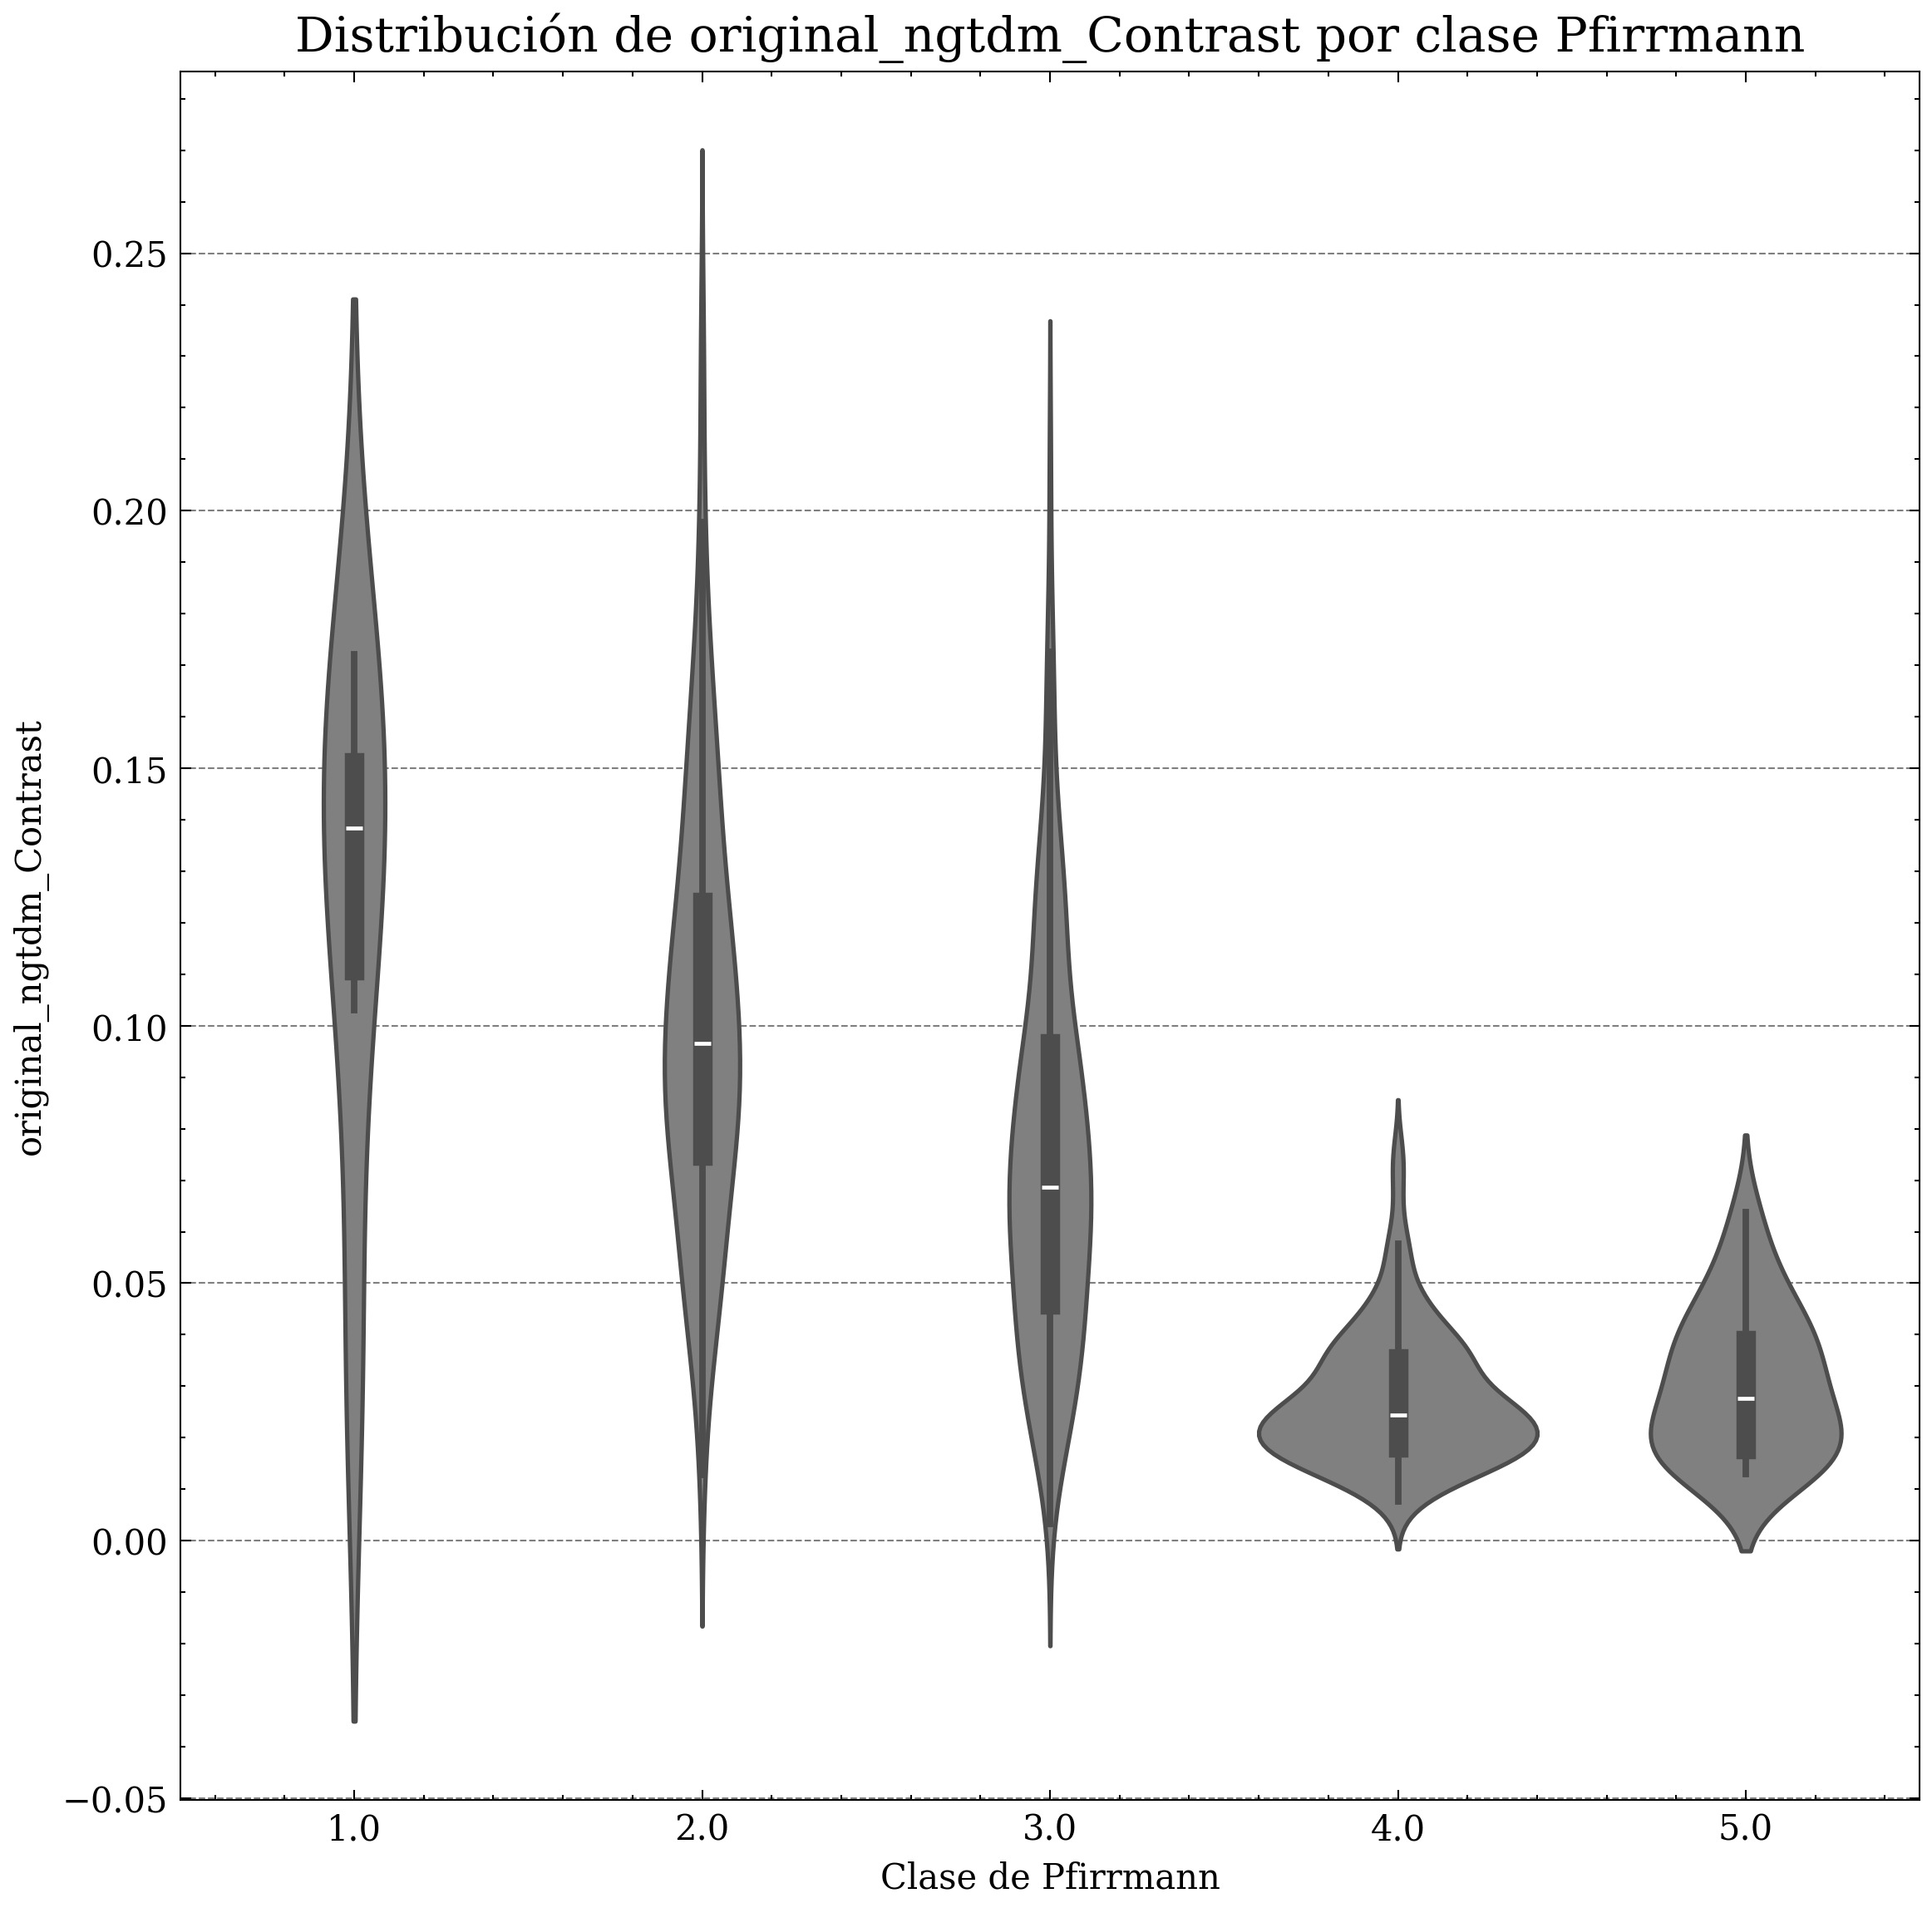 Distribución de original_ngtdm_Contrast por clase Pfirrmann
original_ngtdm_Contrast
0.25
0.20
0.15
0.10
0.05
0.00
−0.05
1.0 2.0 3.0 4.0 5.0
Clase de Pfirrmann